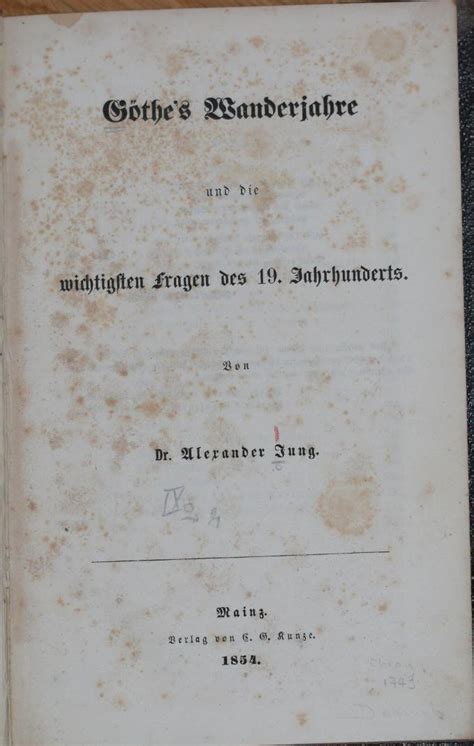 Göthe's Wanderjahre
und die
wichtigsten Fragen des 19. Jahrhunderts.
Von
Dr. Alexander Jung.
Mainz.
Verlag von C. G. Kunze.
1854.